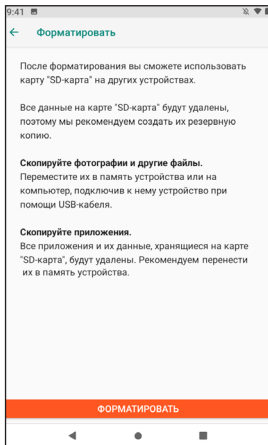 9:41
Форматировать
После форматирования вы сможете использовать
карту "SD-карта" на других устройствах.
Все данные на карте "SD-карта" будут удалены,
поэтому мы рекомендуем создать их резервную
копию.
Скопируйте фотографии и другие файлы.
Переместите их в память устройства или на
компьютер, подключив к нему устройство при
помощи USB-кабеля.
Скопируйте приложения.
Все приложения и их данные, хранящиеся на карте
"SD-карта", будут удалены. Рекомендуем перенести
их в память устройства.
ФОРМАТИРОВАТЬ